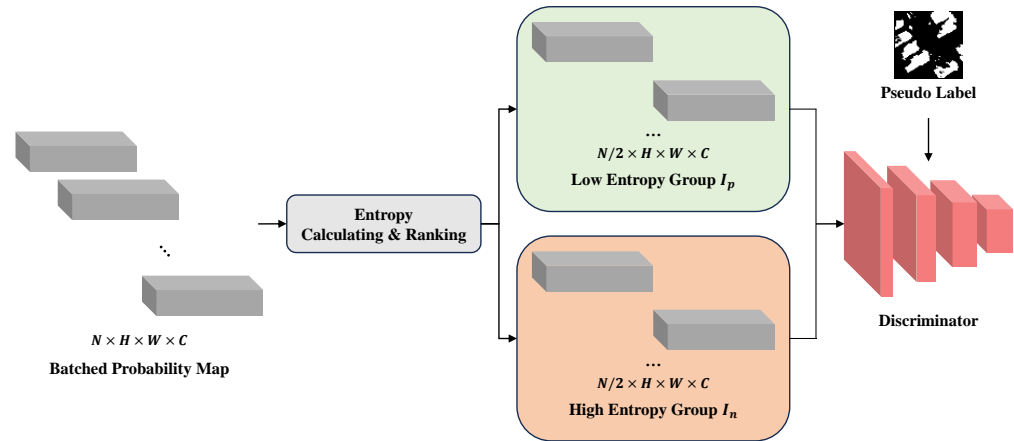 N × H × W × C
Batched Probability Map
Entropy
Calculating & Ranking
...
N/2 × H × W × C
Low Entropy Group I_p
...
N/2 × H × W × C
High Entropy Group I_n
Pseudo Label
Discriminator